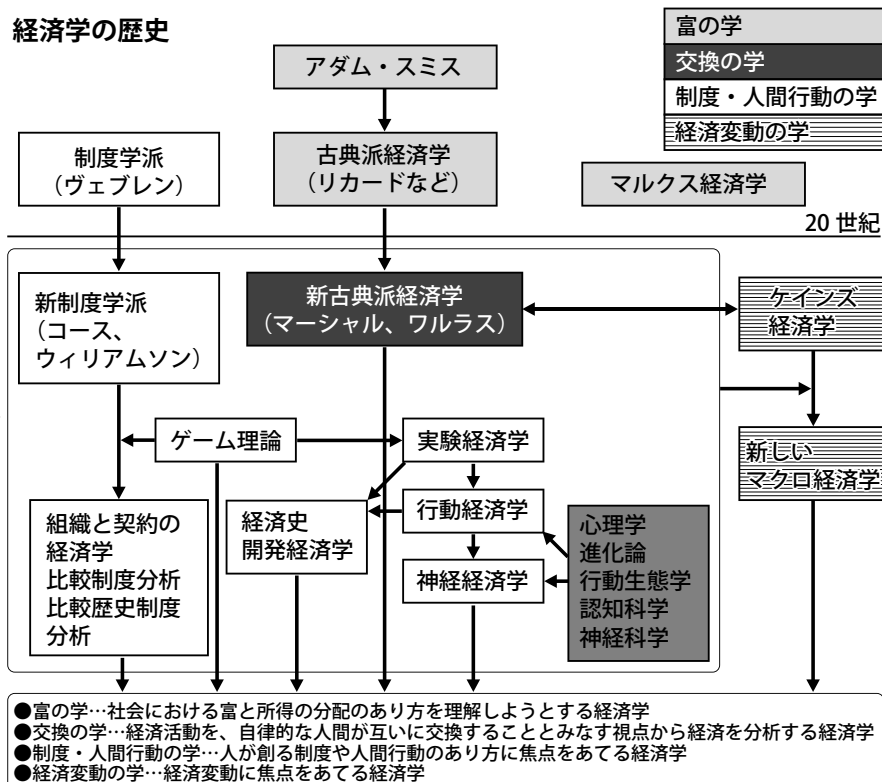 経済学の歴史
富の学
交換の学
制度・人間行動の学
経済変動の学
アダム・スミス
制度学派
(ヴェブレン)
古典派経済学
(リカードなど)
マルクス経済学
20 世紀
新制度学派
(コース、
ウィリアムソン)
新古典派経済学
(マーシャル、ワルラス)
ケインズ
経済学
ゲーム理論
実験経済学
新しい
マクロ経済学
組織と契約の
経済学
比較制度分析
比較歴史制度
分析
経済史
開発経済学
行動経済学
神経経済学
心理学
進化論
行動生態学
認知科学
神経科学
●富の学…社会における富と所得の分配のあり方を理解しようとする経済学
●交換の学…経済活動を、自律的な人間が互いに交換することとみなす視点から経済を分析する経済学
●制度・人間行動の学…人が創る制度や人間行動のあり方に焦点をあてる経済学
●経済変動の学…経済変動に焦点をあてる経済学